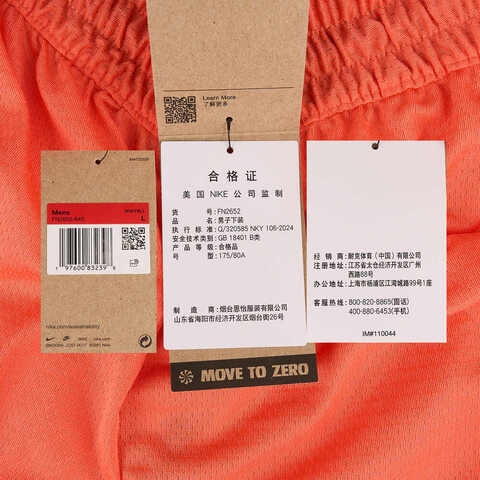 Learn More
了解更多
Mens
L
FN2652-645
1 97600 83239
nike.com/sustainability
合格证
美国 NIKE 公司监制
货号:FN2652
品名:男子下装
执行标准:Q/320585 NKY 106-2024
安全技术类别:GB 18401 B类
产品等级:合格品
型号:175/80A
制造商:烟台思怡服装有限公司
山东省海阳市经济开发区烟台街26号
经销商:耐克体育(中国)有限公司
注册地址:江苏省太仓经济开发区广州
西路88号
办公地址:上海市杨浦区江湾城路99号1座
客服热线:800-820-8865(固话)
400-880-6453(手机)
IM#110044
MOVE TO ZERO